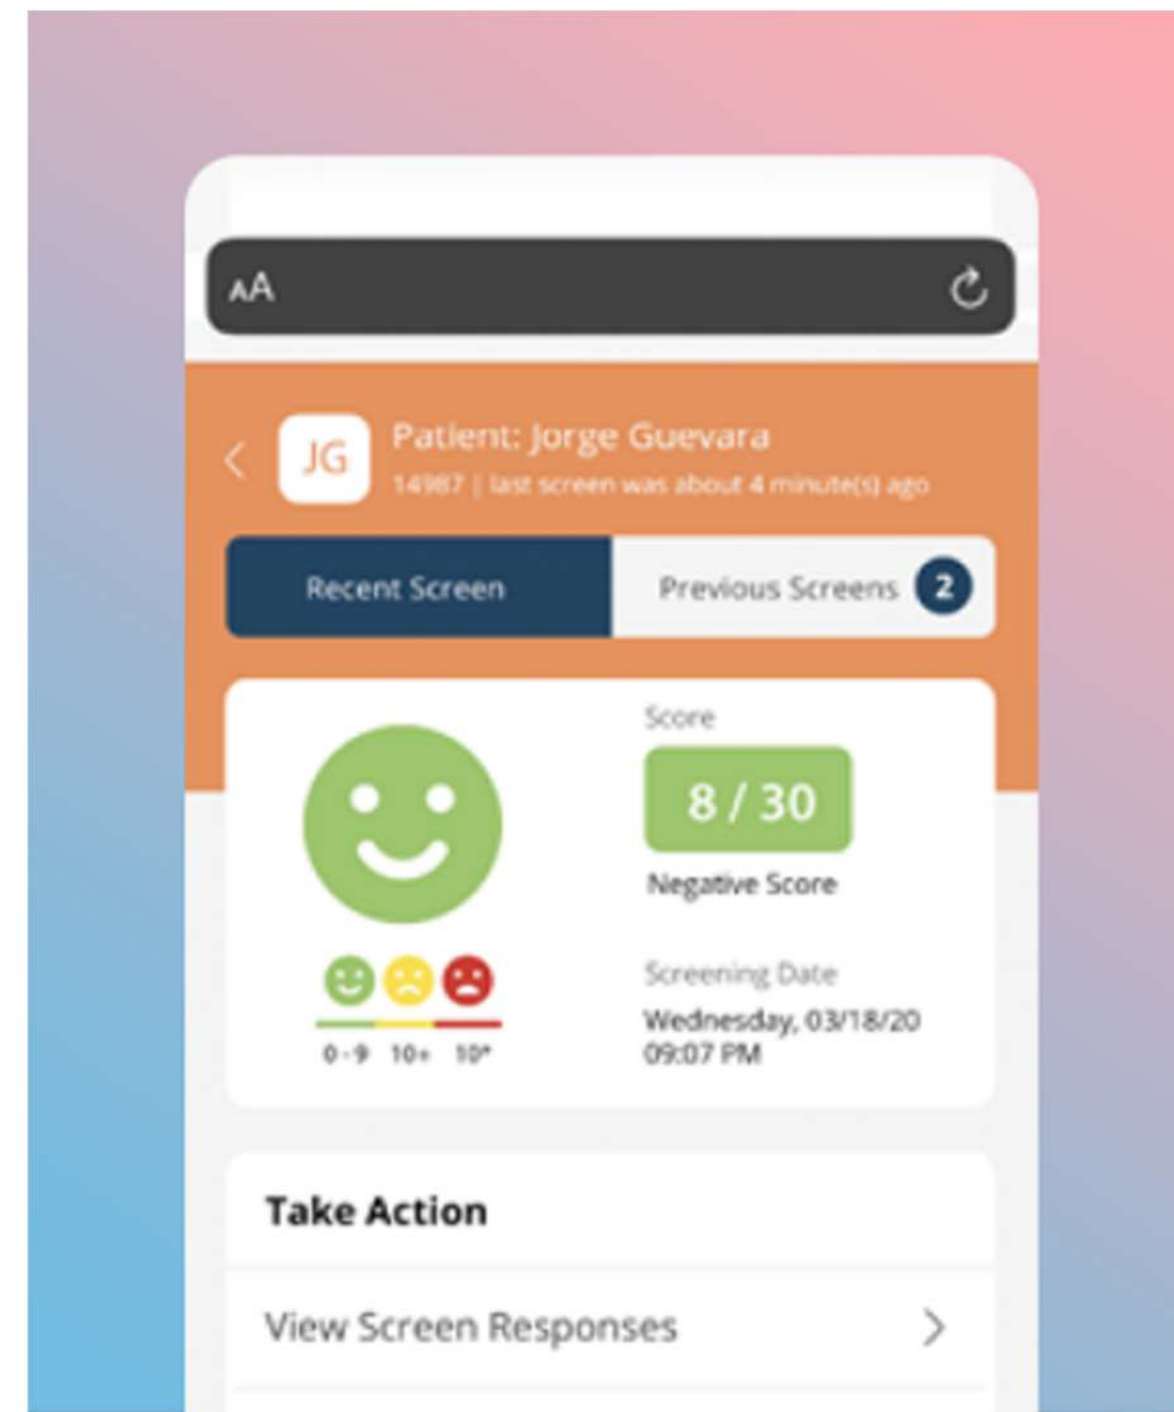 AA
JG
Patient: Jorge Guevara
14987 | last screen was about 4 minute(s) ago
Recent Screen
Previous Screens 2
Score
8 / 30
Negative Score
0 - 9 10+ 10*
Screening Date
Wednesday, 03/18/20
09:07 PM
Take Action
View Screen Responses